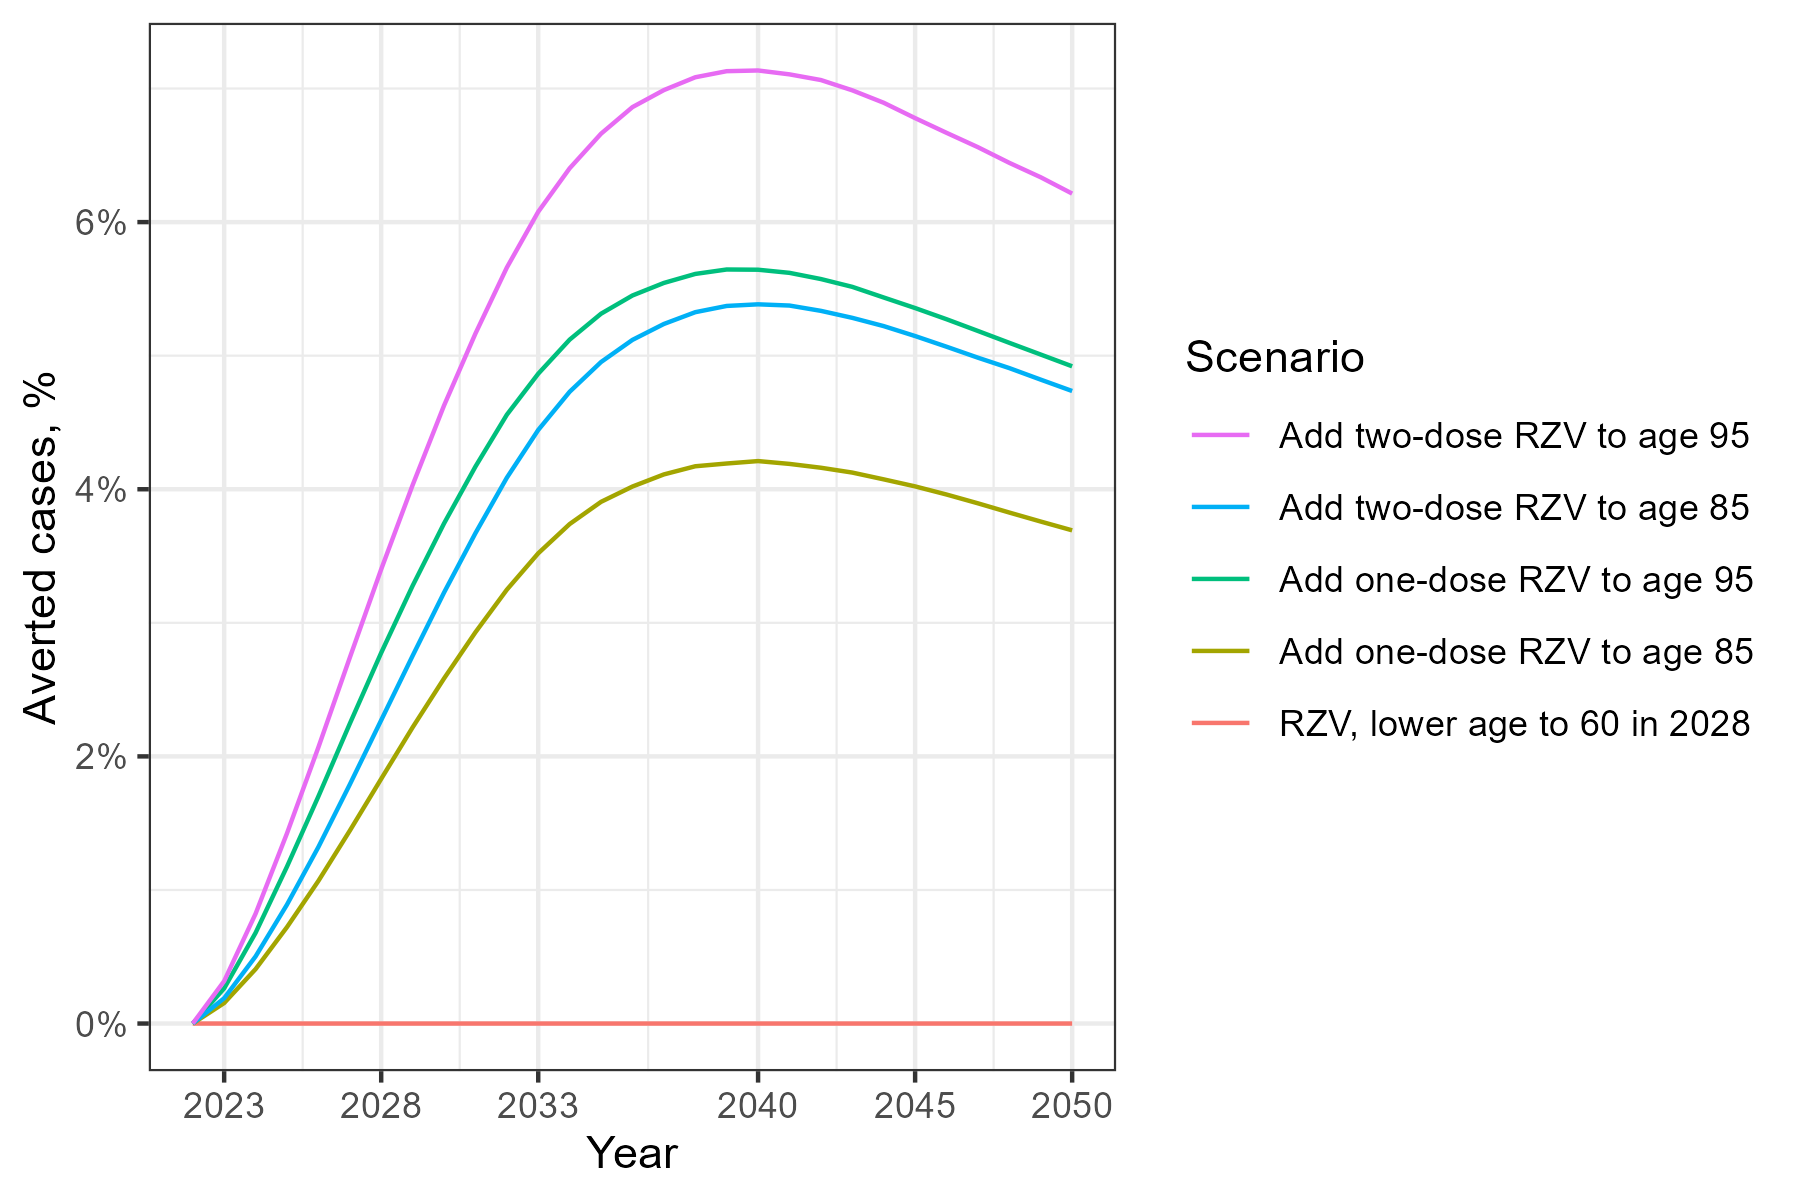 Averted cases, %
6%
4%
2%
0%
2023 2028 2033 2040 2045 2050
Year
Scenario
Add two-dose RZV to age 95
Add two-dose RZV to age 85
Add one-dose RZV to age 95
Add one-dose RZV to age 85
RZV, lower age to 60 in 2028